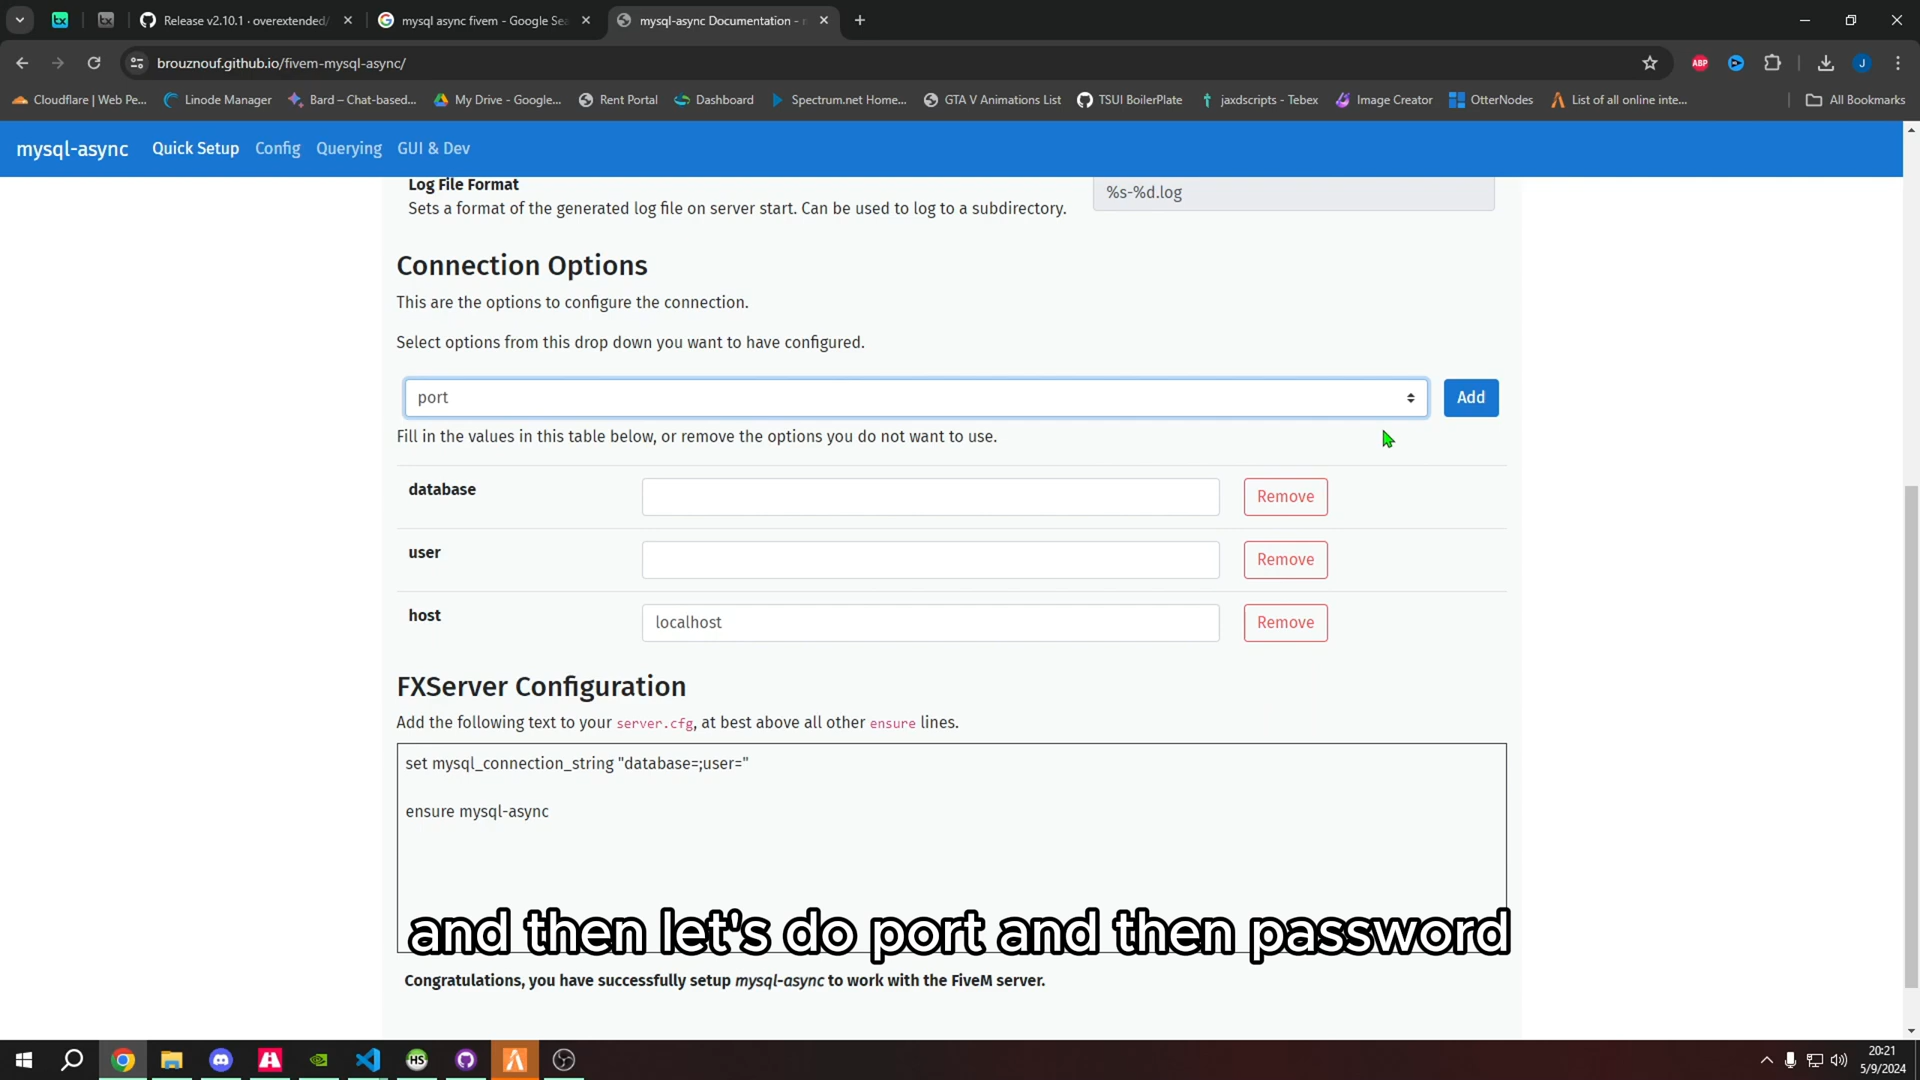 Release v2.10.1 · overextended/
mysql async fivem - Google Sea
mysql-async Documentation -
brouznouf.github.io/fivem-mysql-async/
ABP
J
Cloudflare | Web Pe...
Linode Manager
Bard – Chat-based...
My Drive - Google...
Rent Portal
Dashboard
Spectrum.net Home...
GTA V Animations List
TSUI BoilerPlate
jaxdscripts - Tebex
Image Creator
OtterNodes
List of all online inte...
All Bookmarks
mysql-async
Quick Setup
Config
Querying
GUI & Dev
Log File Format
Sets a format of the generated log file on server start. Can be used to log to a subdirectory.
%s-%d.log
Connection Options
This are the options to configure the connection.
Select options from this drop down you want to have configured.
port
Add
Fill in the values in this table below, or remove the options you do not want to use.
database
Remove
user
Remove
host
localhost
Remove
FXServer Configuration
Add the following text to your server.cfg, at best above all other ensure lines.
set mysql_connection_string "database=;user="
ensure mysql-async
and then let's do port and then password
Congratulations, you have successfully setup mysql-async to work with the FiveM server.
HS
20:21
5/9/2024